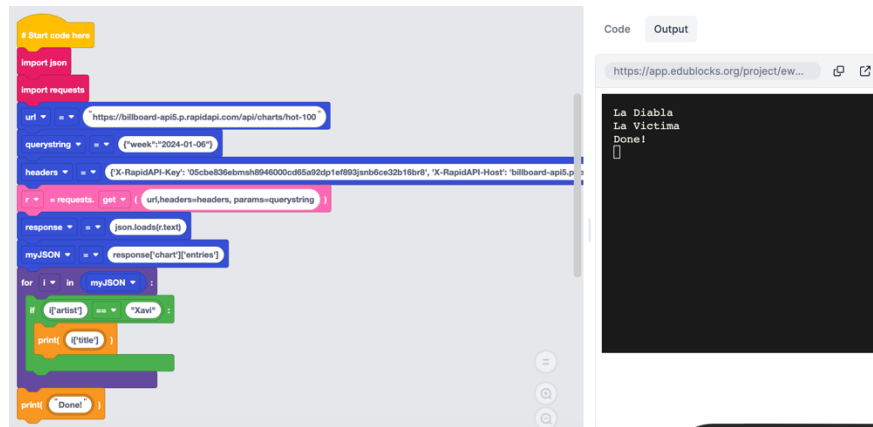 # Start code here
import json
import requests
url = "https://billboard-api5.p.rapidapi.com/api/charts/hot-100"
querystring = {"week":"2024-01-06"}
headers = {'X-RapidAPI-Key': '05cbe836ebmsh8946000cd65a92dp1ef893jsnb6ce32b16br8', 'X-RapidAPI-Host': 'billboard-api5.p
r = requests. get ( url,headers=headers, params=querystring )
response = json.loads(r.text)
myJSON = response['chart']['entries']
for i in myJSON :
if i['artist'] == "Xavi" :
print( i['title'] )
print( "Done!" )
Code Output
https://app.edublocks.org/project/ew...
La Diabla
La Victima
Done!